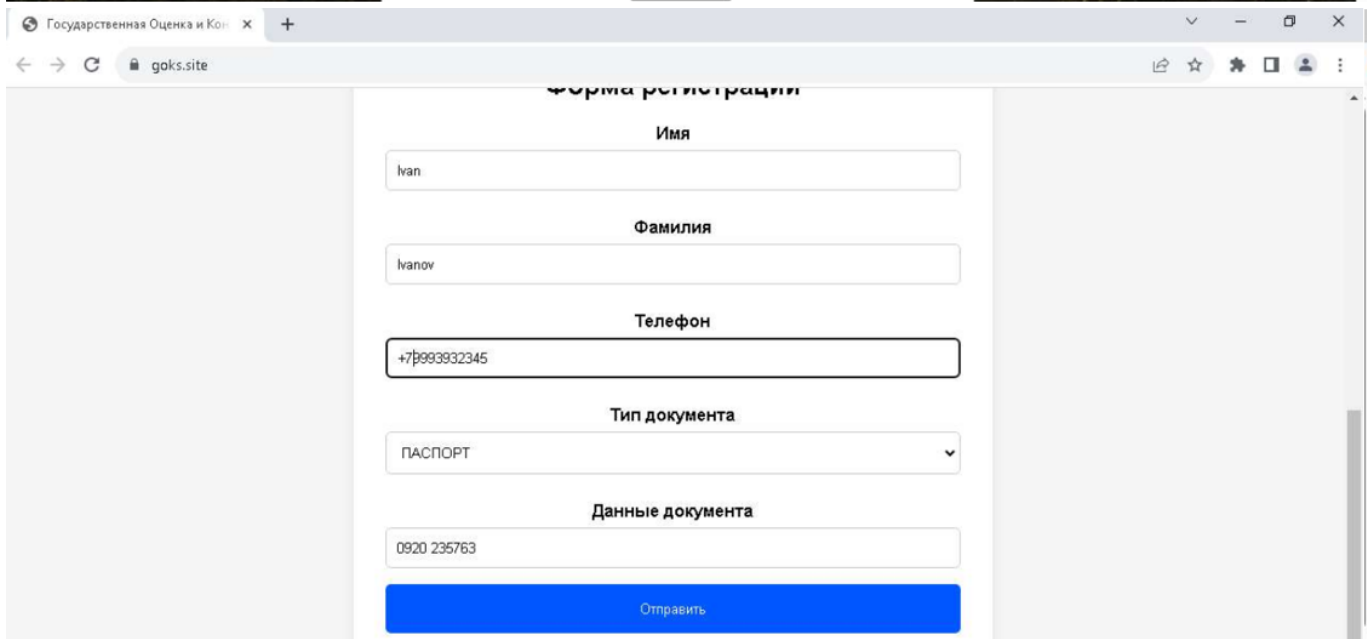 Государственная Оценка и Кон
goks.site
Форма регистрации
Имя
Ivan
Фамилия
Ivanov
Телефон
+79993932345
Тип документа
ПАСПОРТ
Данные документа
0920 235763
Отправить